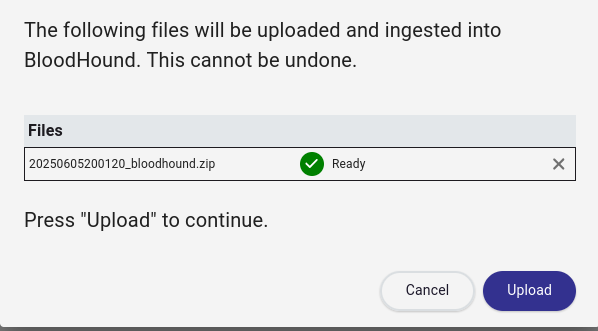 The following files will be uploaded and ingested into
BloodHound. This cannot be undone.
Files
20250605200120_bloodhound.zip Ready
Press "Upload" to continue.
Cancel Upload